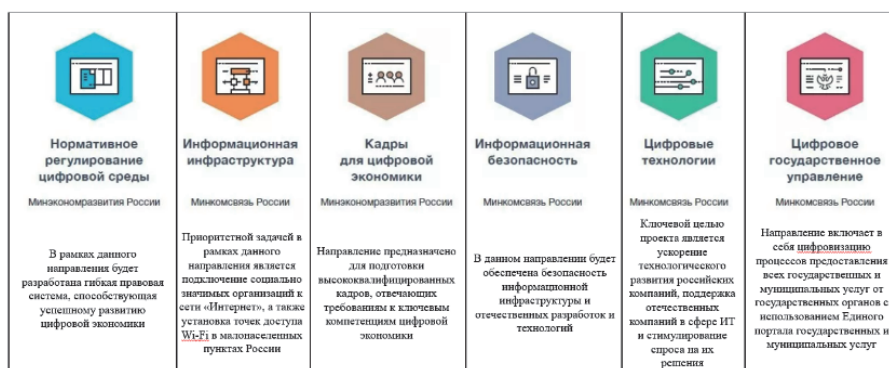 Нормативное
регулирование
цифровой среды
Минэкономразвития России
В рамках данного
направления будет
разработана гибкая правовая
система, способствующая
успешному развитию
цифровой экономики
Информационная
инфраструктура
Минкомсвязь России
Приоритетной задачей в
рамках данного
направления является
подключение социально
значимых организаций к
сети «Интернет», а также
установка точек доступа
Wi-Fi в малонаселенных
пунктах России
Кадры
для цифровой
экономики
Минэкономразвития России
Направление предназначено
для подготовки
высококвалифицированных
кадров, отвечающих
требованиям к ключевым
компетенциям цифровой
экономики
Информационная
безопасность
Минкомсвязь России
В данном направлении будет
обеспечена безопасность
информационной
инфраструктуры и
отечественных разработок и
технологий
Цифровые
технологии
Минкомсвязь России
Ключевой целью
проекта является
ускорение
технологического
развития российских
компаний, поддержка
отечественных
компаний в сфере ИТ
и стимулирование
спроса на их
решения
Цифровое
государственное
управление
Минкомсвязь России
Направление включает в
себя цифровизацию
процессов предоставления
всех государственных и
муниципальных услуг от
государственных органов с
использованием Единого
портала государственных и
муниципальных услуг